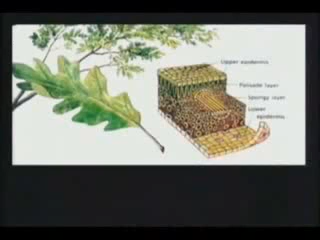 Upper epidermis
Palisade layer
Spongy layer
Lower
epidermis